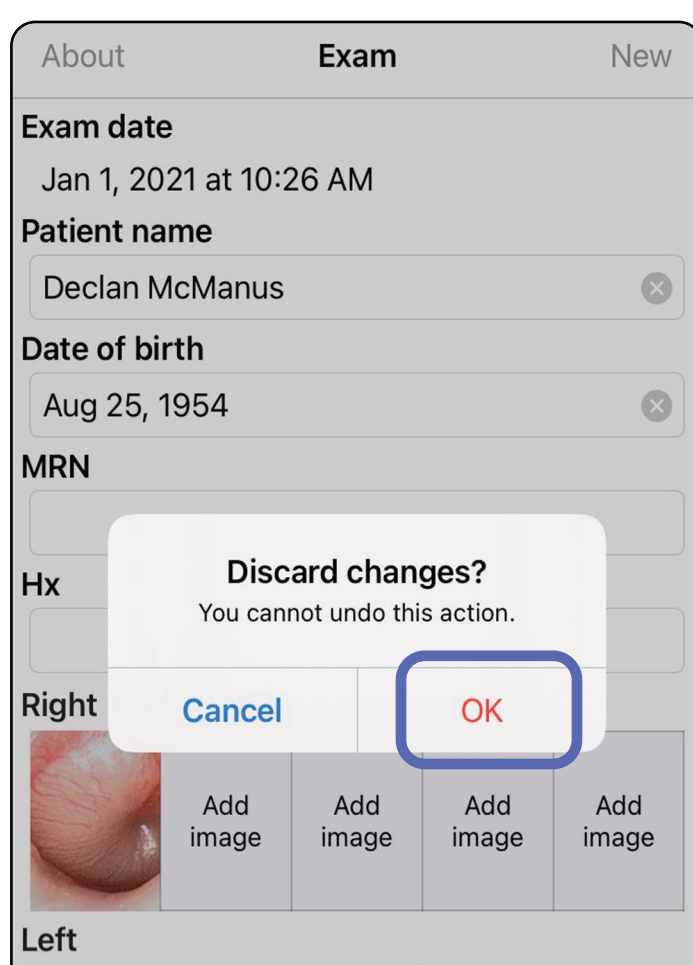 About Exam New
Exam date
Jan 1, 2021 at 10:26 AM
Patient name
Declan McManus
Date of birth
Aug 25, 1954
MRN
Hx
Discard changes?
You cannot undo this action.
Cancel OK
Right
Add image
Add image
Add image
Add image
Left